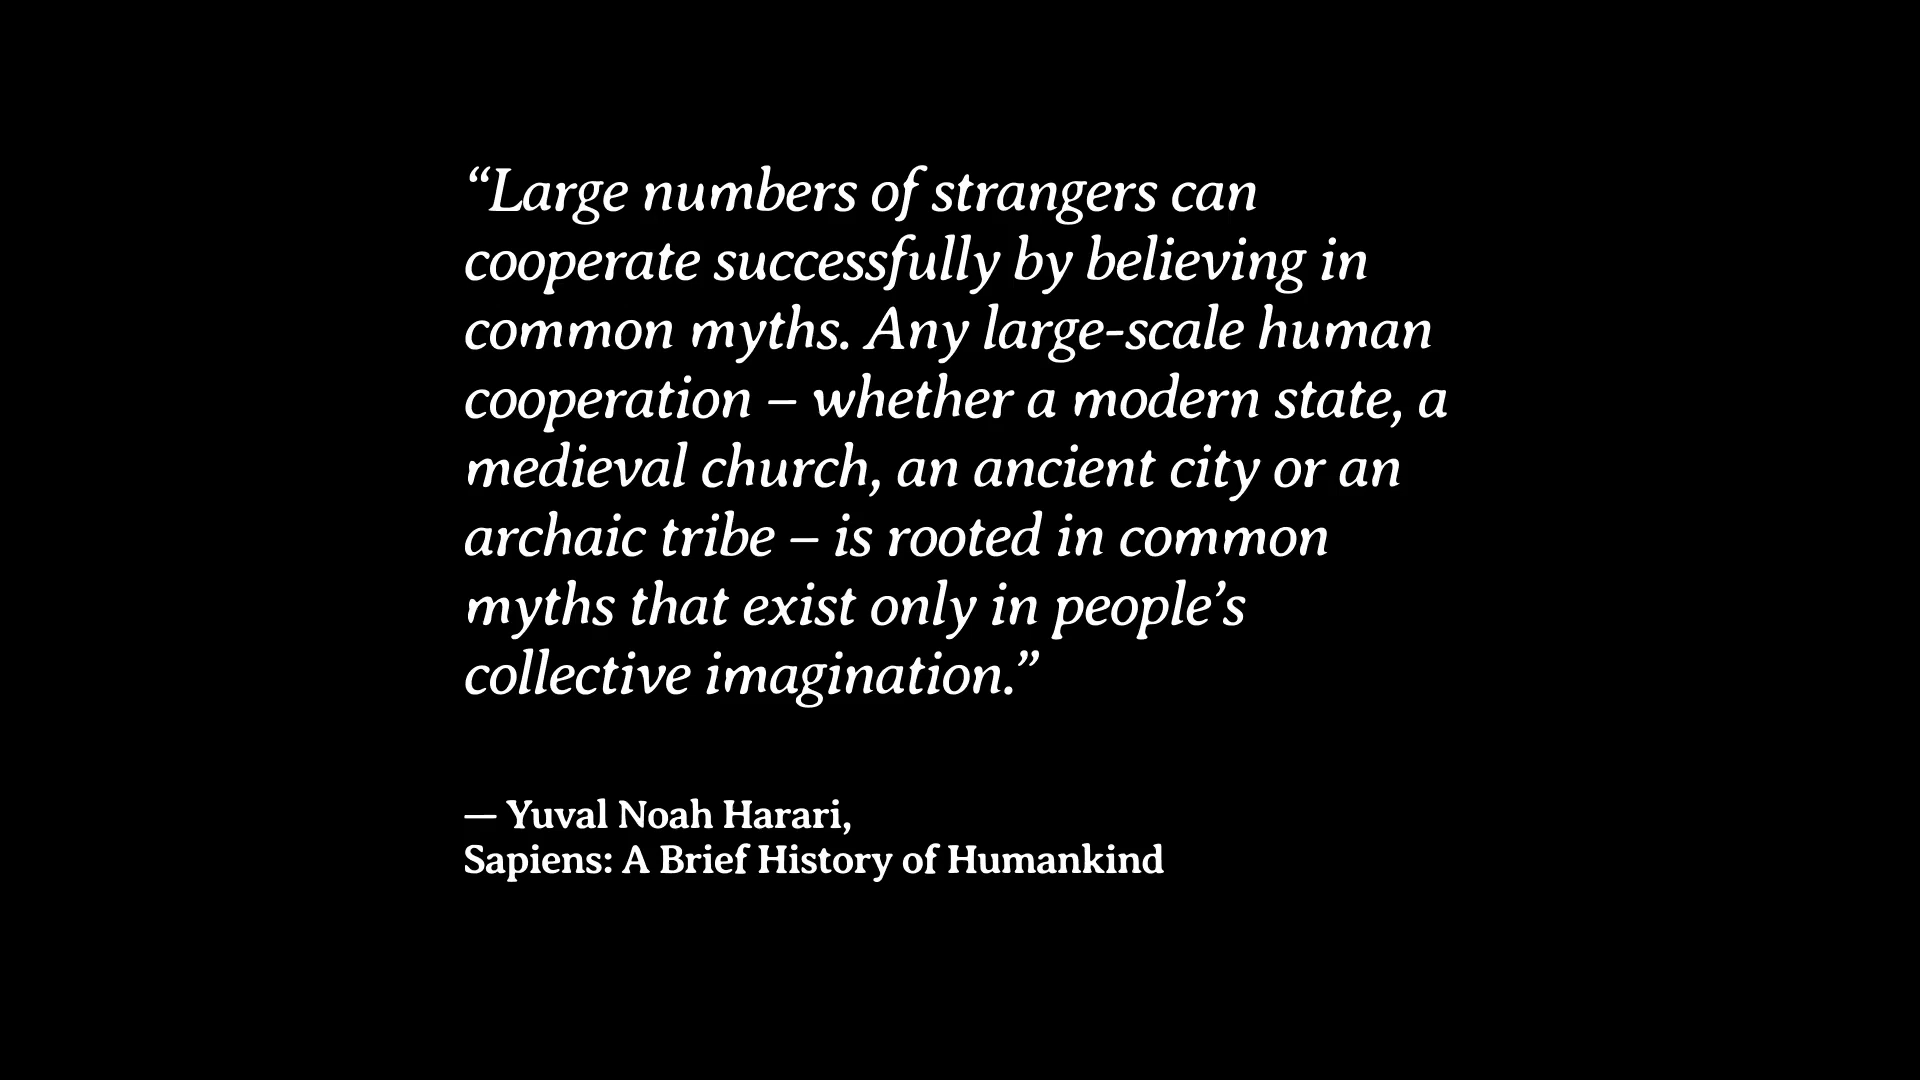 “Large numbers of strangers can
cooperate successfully by believing in
common myths. Any large-scale human
cooperation – whether a modern state, a
medieval church, an ancient city or an
archaic tribe – is rooted in common
myths that exist only in people’s
collective imagination.”
— Yuval Noah Harari,
Sapiens: A Brief History of Humankind